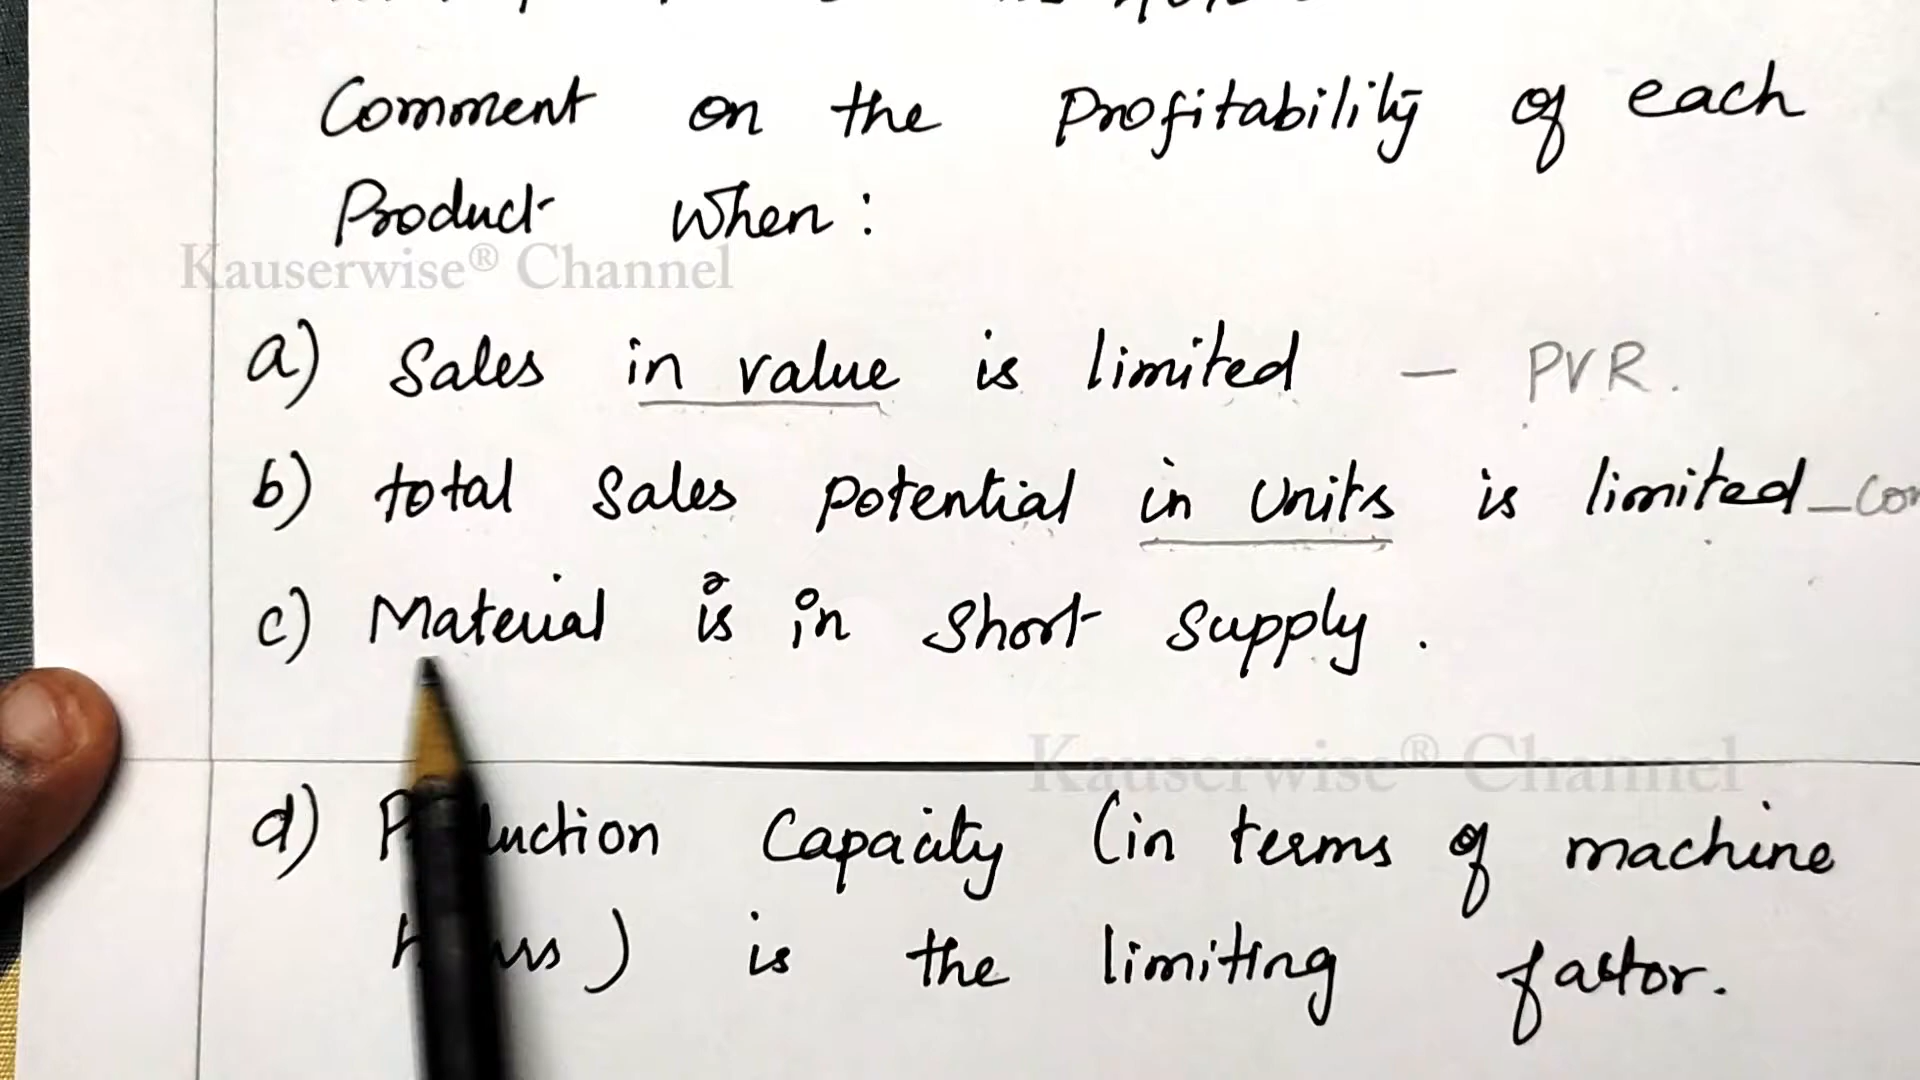 Comment on the Profitability of each
Product when:
Kauserwise® Channel
a) Sales in value is limited - PVR.
b) total Sales potential in Units is limited -
c) Material is in short supply.
Kauserwise® Channel
d) Production Capacity (in terms of machine
hours) is the limiting factor.